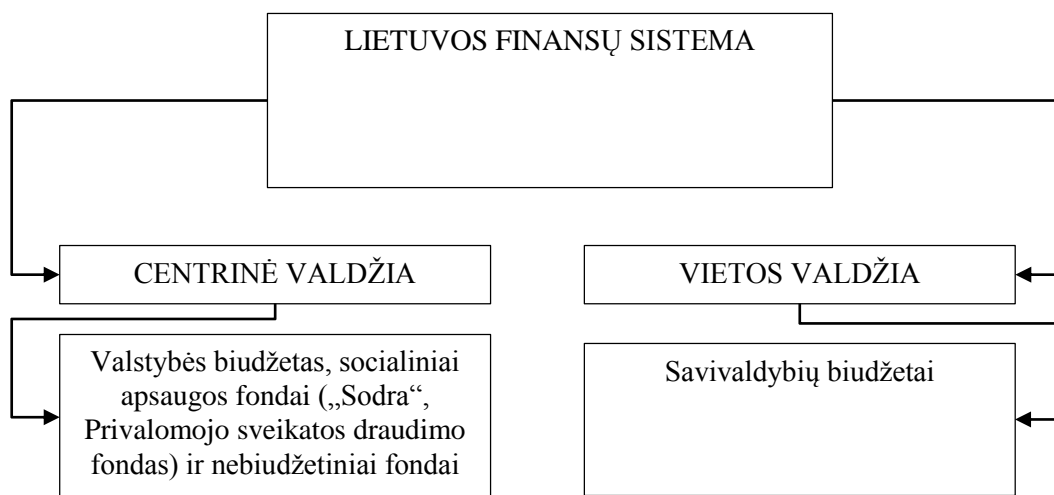 LIETUVOS FINANSŲ SISTEMA
CENTRINĖ VALDŽIA
VIETOS VALDŽIA
Valstybės biudžetas, socialiniai
apsaugos fondai („Sodra“,
Privalomojo sveikatos draudimo
fondas) ir nebiudžetiniai fondai
Savivaldybių biudžetai